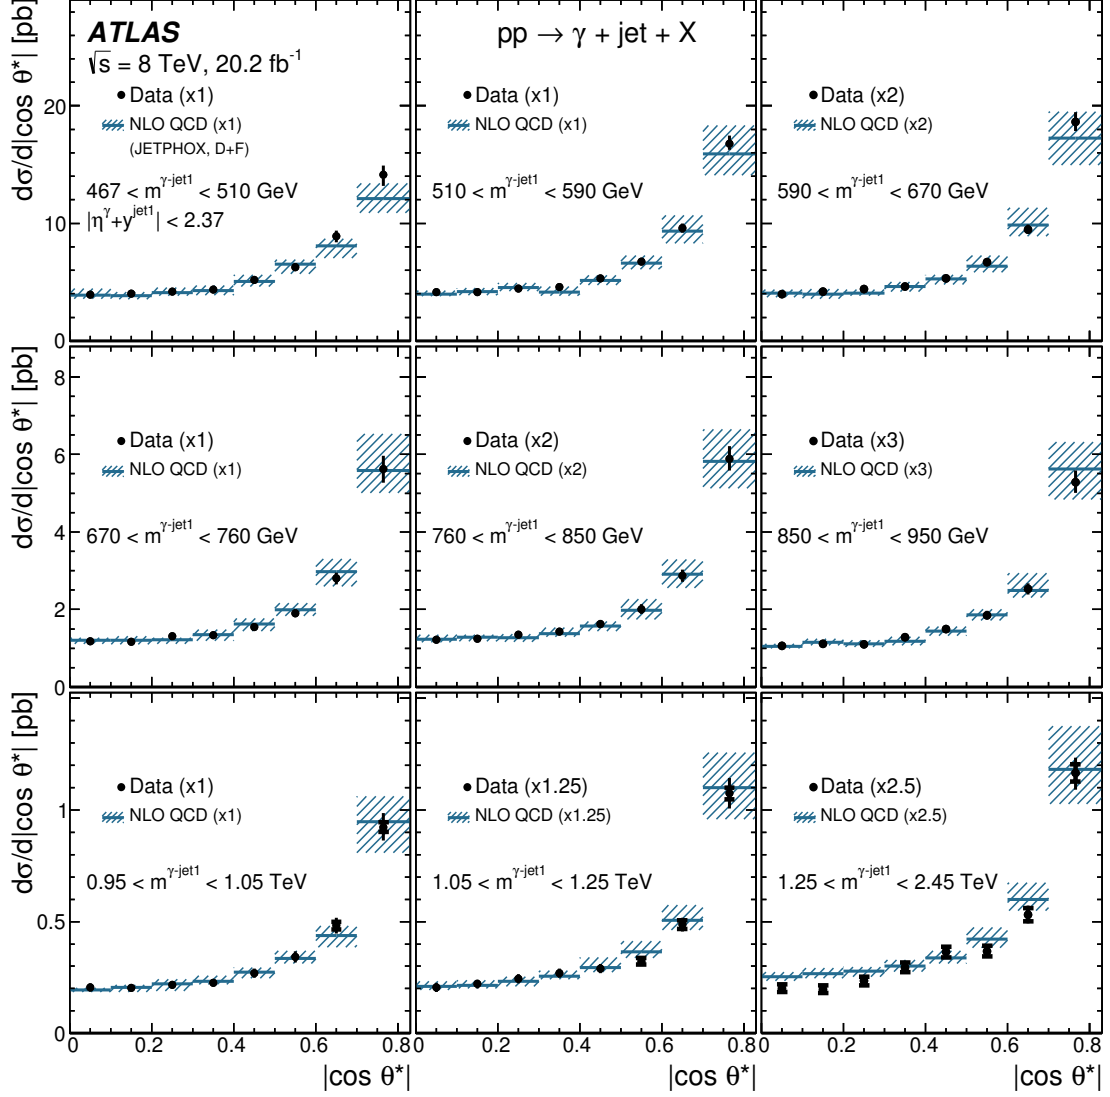 dσ/d|cos θ*| [pb]
ATLAS
√s = 8 TeV, 20.2 fb⁻¹
Data (x1)
NLO QCD (x1)
(JETPHOX, D+F)
467 < m^γ-jet1 < 510 GeV
|η^γ+y^jet1| < 2.37
20
10
0
pp → γ + jet + X
Data (x1)
NLO QCD (x1)
510 < m^γ-jet1 < 590 GeV
Data (x2)
NLO QCD (x2)
590 < m^γ-jet1 < 670 GeV
dσ/d|cos θ*| [pb]
8
6
4
2
0
Data (x1)
NLO QCD (x1)
670 < m^γ-jet1 < 760 GeV
Data (x2)
NLO QCD (x2)
760 < m^γ-jet1 < 850 GeV
Data (x3)
NLO QCD (x3)
850 < m^γ-jet1 < 950 GeV
dσ/d|cos θ*| [pb]
1
0.5
0
Data (x1)
NLO QCD (x1)
0.95 < m^γ-jet1 < 1.05 TeV
Data (x1.25)
NLO QCD (x1.25)
1.05 < m^γ-jet1 < 1.25 TeV
Data (x2.5)
NLO QCD (x2.5)
1.25 < m^γ-jet1 < 2.45 TeV
0 0.2 0.4 0.6 0.8
0 0.2 0.4 0.6 0.8
0 0.2 0.4 0.6 0.8
|cos θ*|
|cos θ*|
|cos θ*|